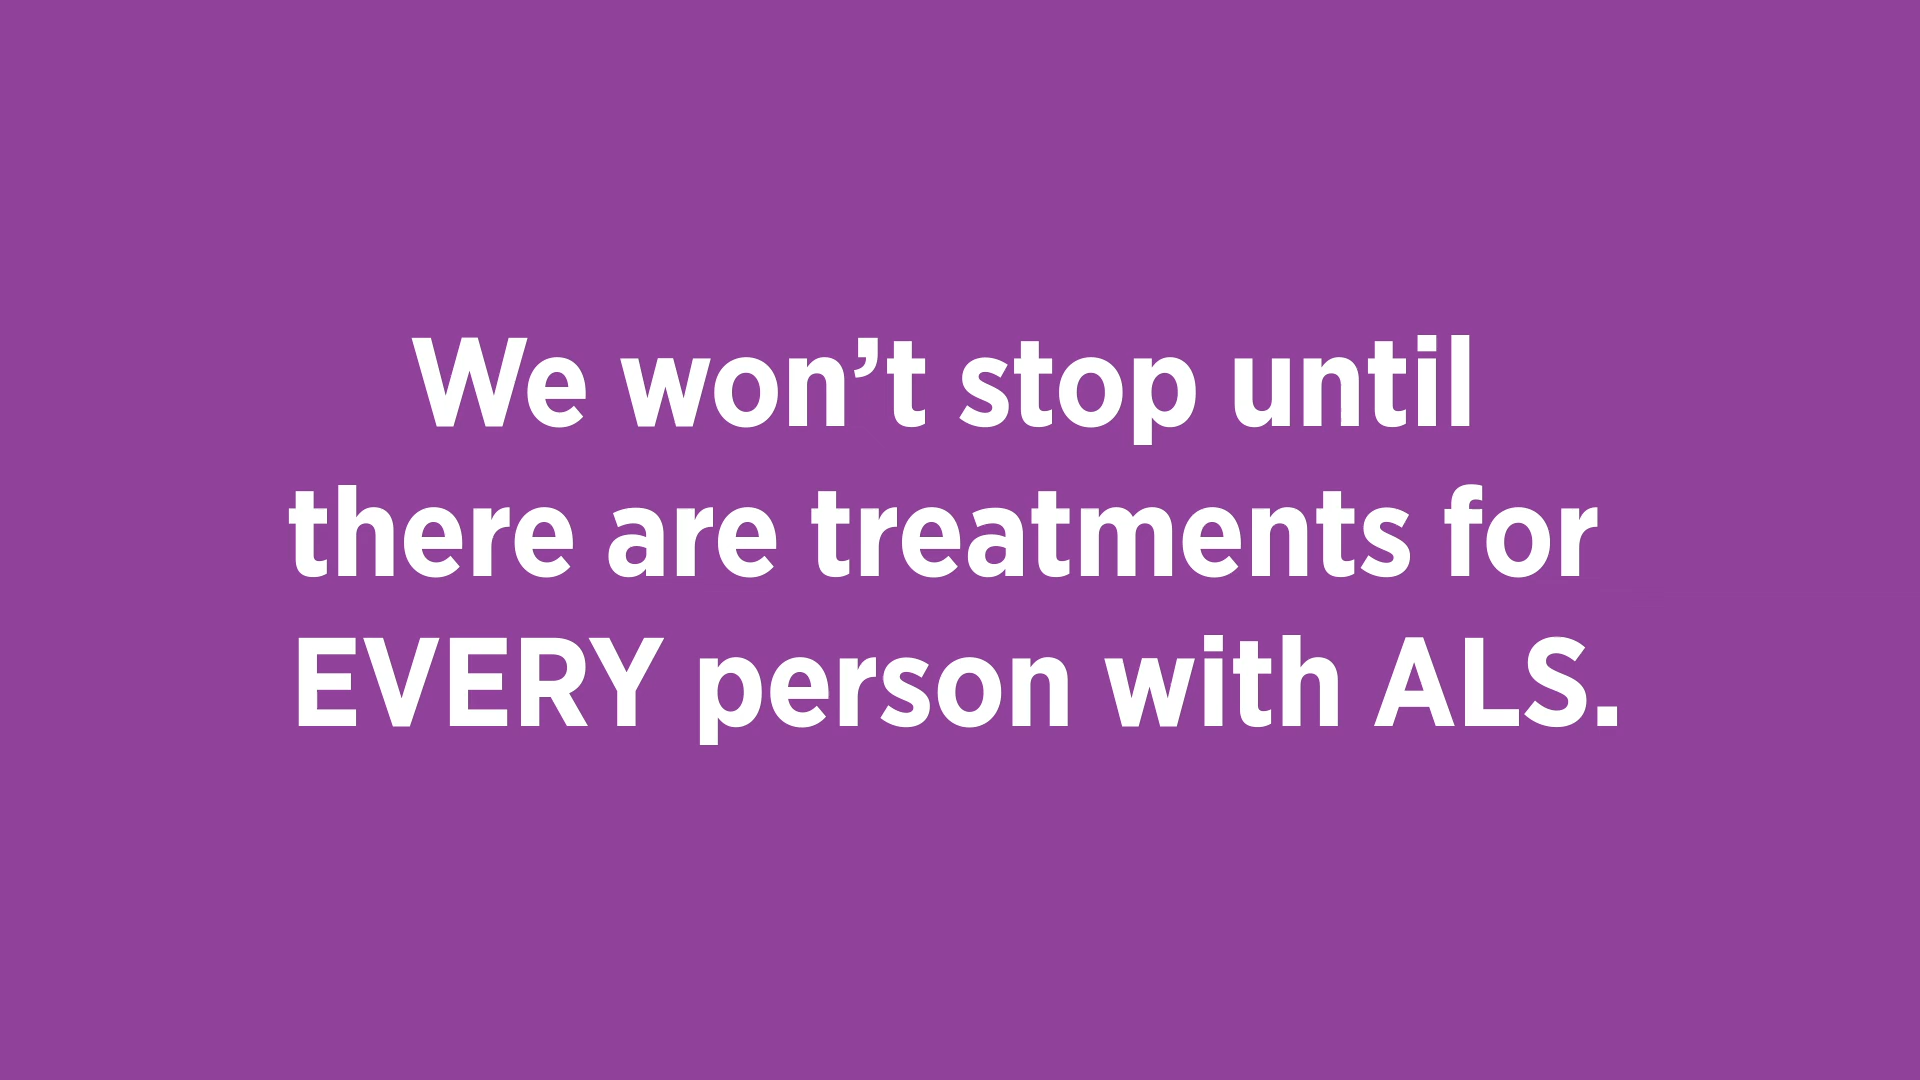 We won’t stop until
there are treatments for
EVERY person with ALS.